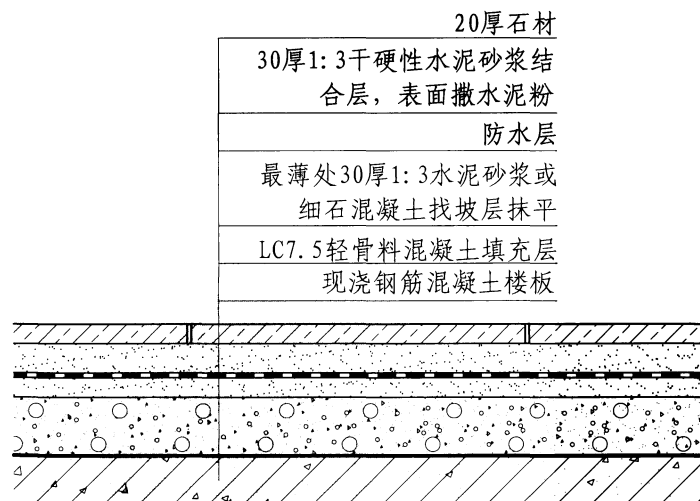 20厚石材
30厚1:3干硬性水泥砂浆结
合层，表面撒水泥粉
防水层
最薄处30厚1:3水泥砂浆或
细石混凝土找坡层抹平
LC7.5轻骨料混凝土填充层
现浇钢筋混凝土楼板